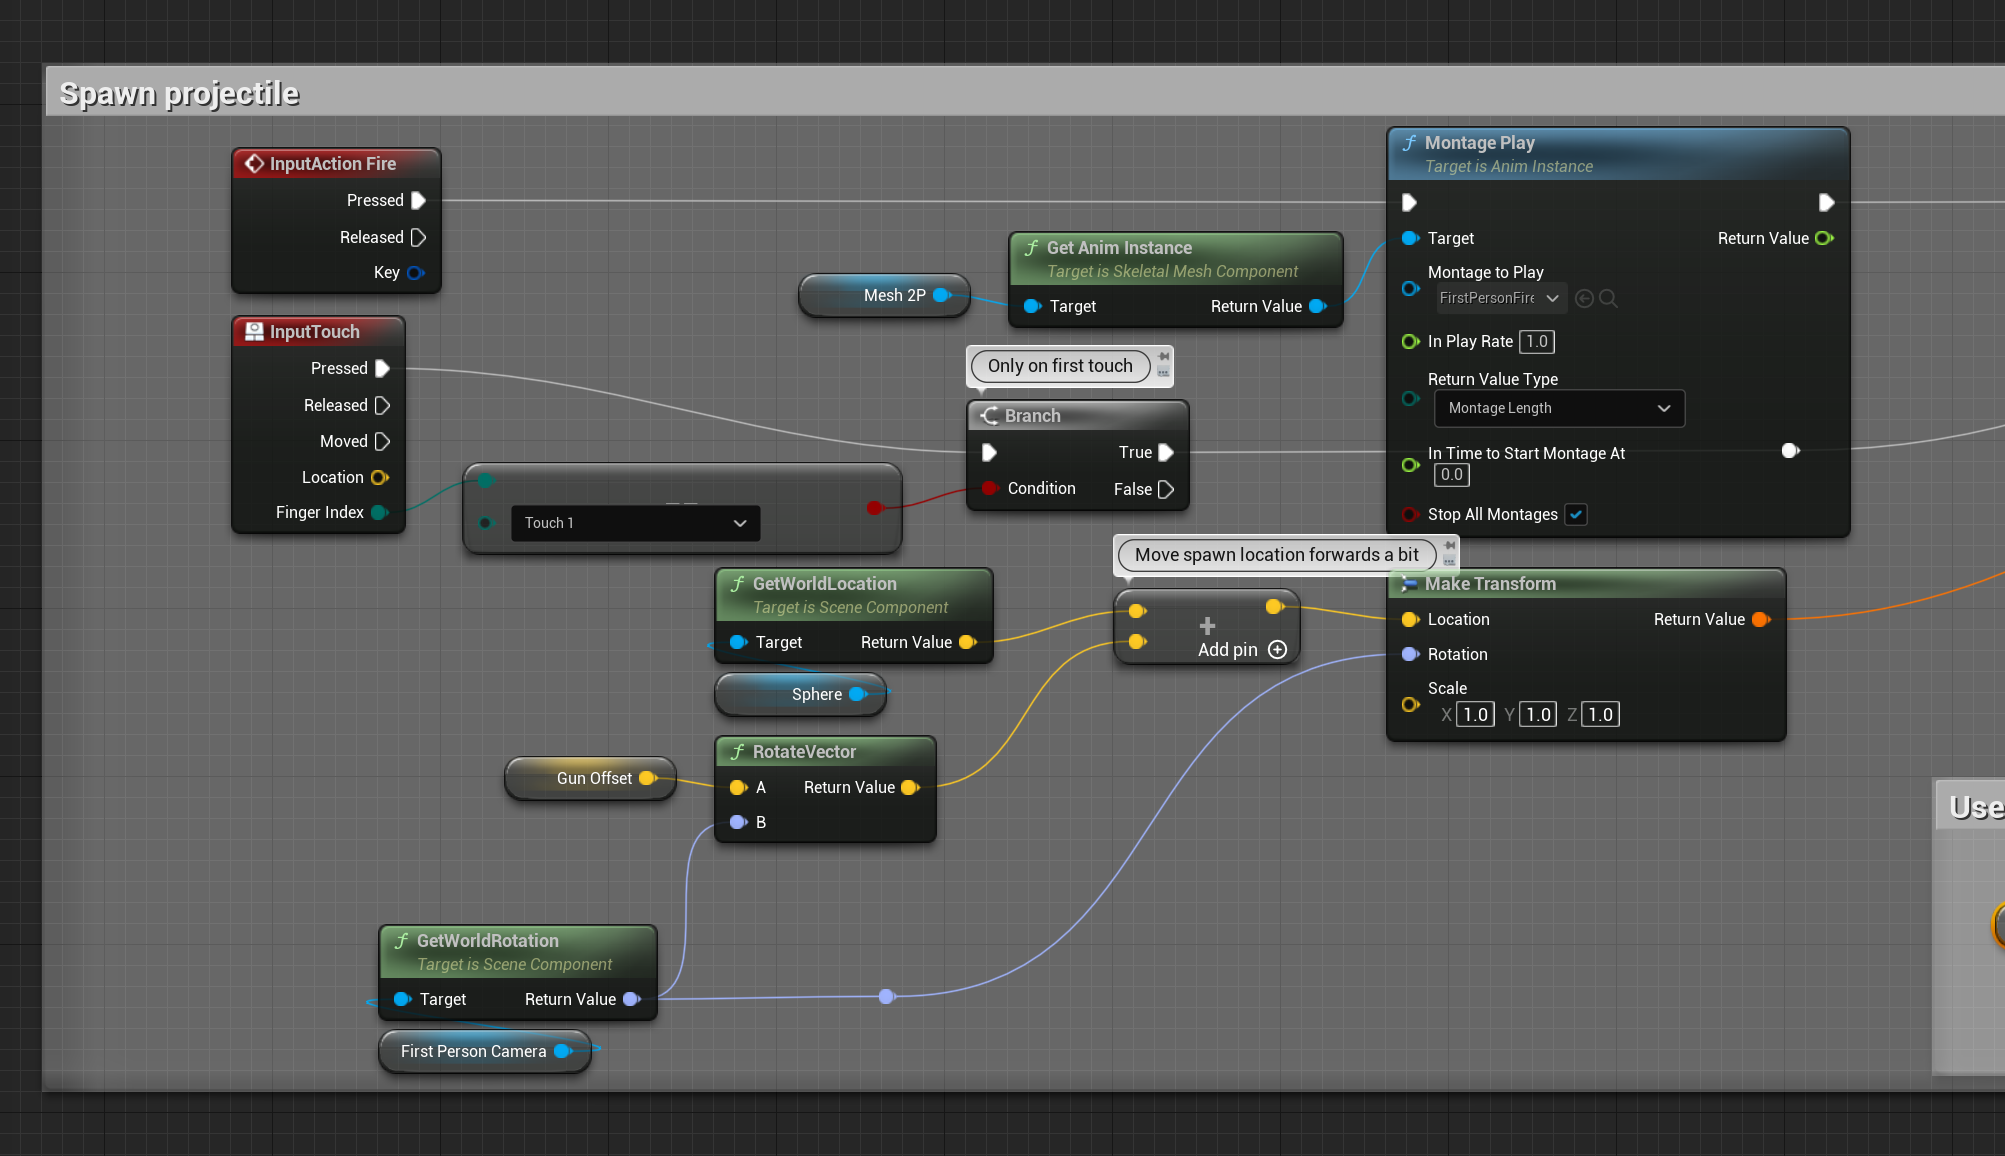 Spawn projectile
InputAction Fire
Pressed
Released
Key
InputTouch
Pressed
Released
Moved
Location
Finger Index
Touch 1
Mesh 2P
Get Anim Instance
Target is Skeletal Mesh Component
Target
Return Value
Only on first touch
Branch
True
Condition
False
Montage Play
Target is Anim Instance
Target
Return Value
Montage to Play
FirstPersonFire
In Play Rate 1.0
Return Value Type
Montage Length
In Time to Start Montage At
0.0
Stop All Montages
GetWorldLocation
Target is Scene Component
Target
Return Value
Sphere
Move spawn location forwards a bit
+
Add pin
Make Transform
Location
Return Value
Rotation
Scale
X 1.0 Y 1.0 Z 1.0
Gun Offset
RotateVector
A
Return Value
B
GetWorldRotation
Target is Scene Component
Target
Return Value
First Person Camera
Use